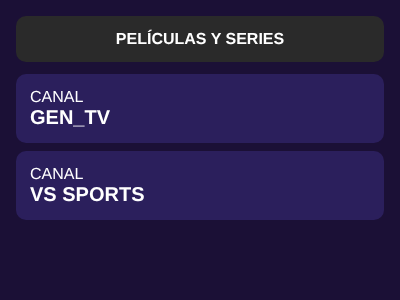 PELÍCULAS Y SERIES
CANAL
GEN_TV
CANAL
VS SPORTS